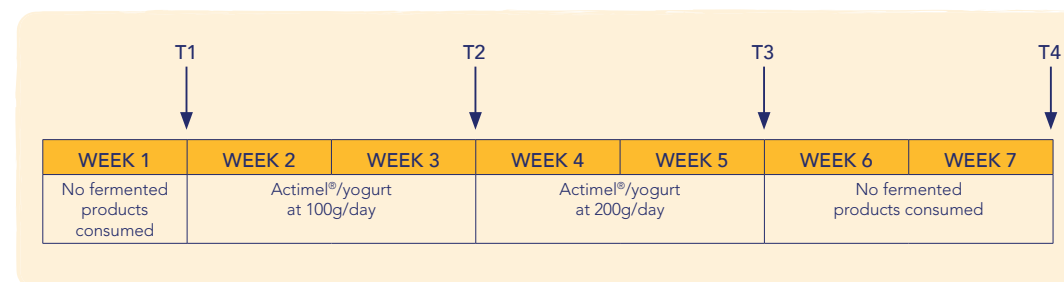 T1 T2 T3 T4
WEEK 1 WEEK 2 WEEK 3 WEEK 4 WEEK 5 WEEK 6 WEEK 7
No fermented
products
consumed
Actimel®/yogurt
at 100g/day
Actimel®/yogurt
at 200g/day
No fermented
products consumed